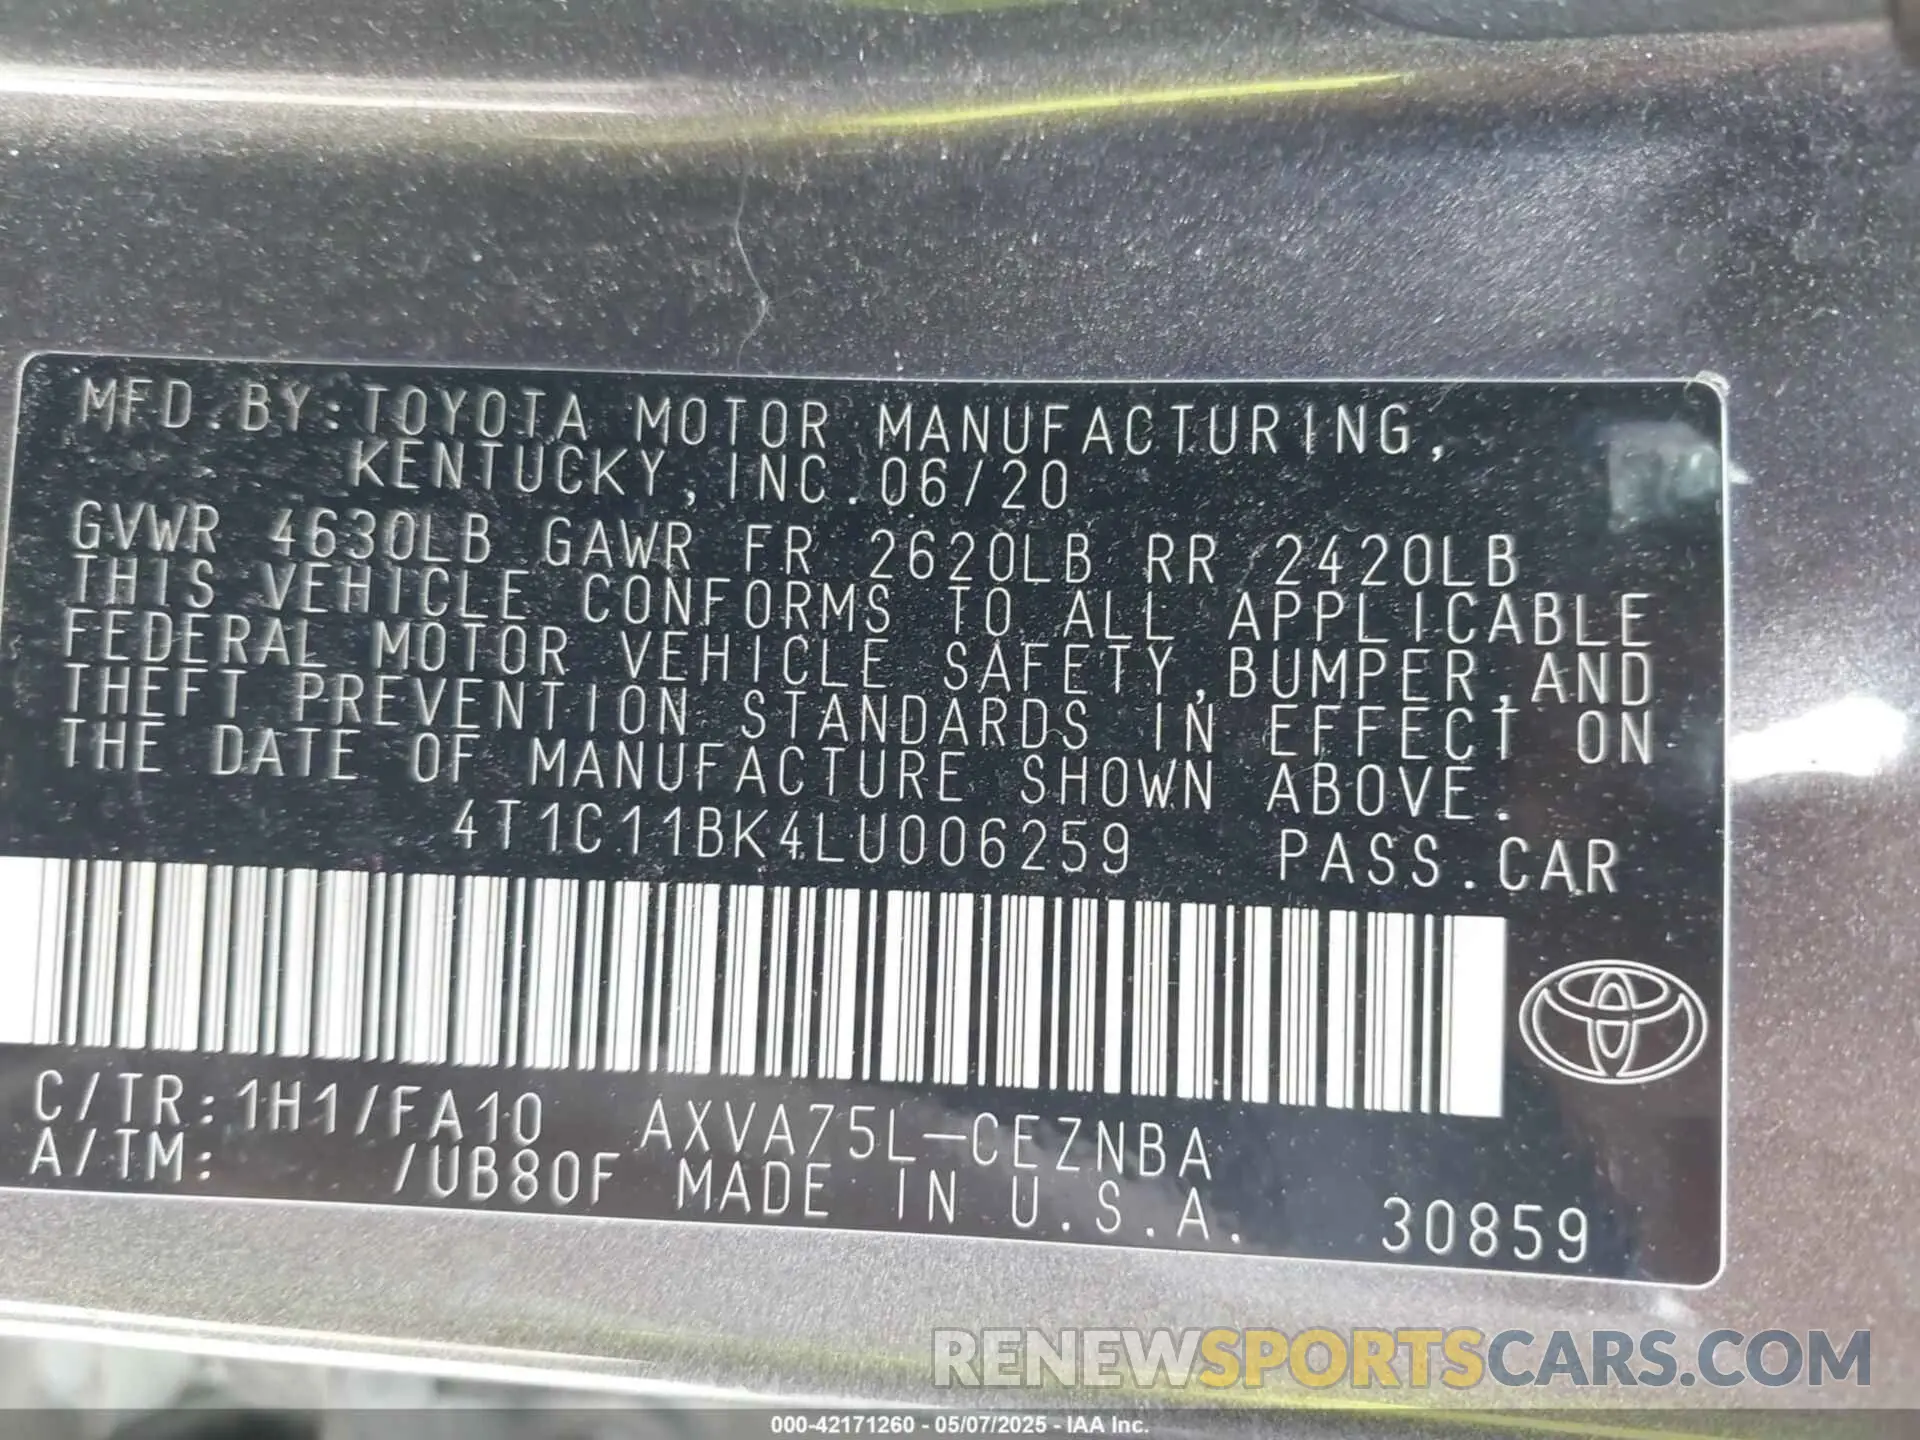 MFD.BY:TOYOTA MOTOR MANUFACTURING,
KENTUCKY, INC.06/20
GVWR 4630LB GAWR FR 2620LB RR 2420LB
THIS VEHICLE CONFORMS TO ALL APPLICABLE
FEDERAL MOTOR VEHICLE SAFETY,BUMPER,AND
THEFT PREVENTION STANDARDS IN EFFECT ON
THE DATE OF MANUFACTURE SHOWN ABOVE.
4T1C11BK4LU006259 PASS.CAR
C/TR:1H1/FA10 AXVA75L-CEZNBA
A/TM: /UB80F MADE IN U.S.A. 30859
RENEWSPORTSCARS.COM
000-42171260 - 05/07/2025 - IAA Inc.